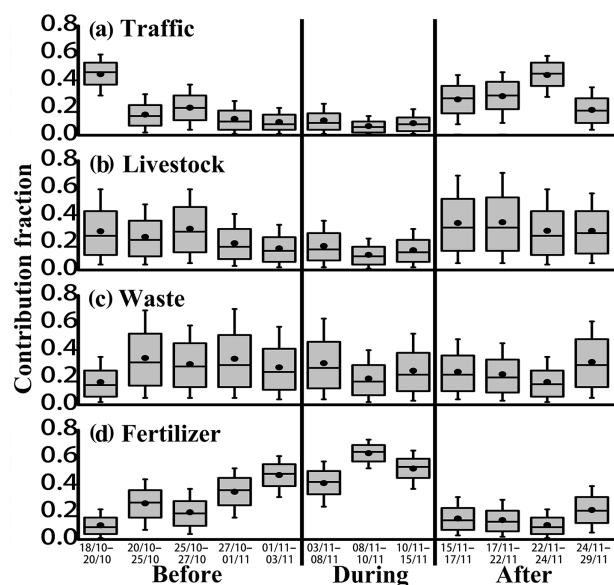 (a) Traffic
0.8
0.6
0.4
0.2
0.0
(b) Livestock
0.8
0.6
0.4
0.2
0.0
(c) Waste
0.8
0.6
0.4
0.2
0.0
(d) Fertilizer
0.8
0.6
0.4
0.2
0.0
Contribution fraction
18/10– 20/10– 25/10– 27/10– 01/11– 03/11– 08/11– 10/11– 15/11– 17/11– 22/11– 24/11–
20/10 25/10 27/10 01/11 03/11 08/11 10/11 15/11 17/11 22/11 24/11 29/11
Before During After